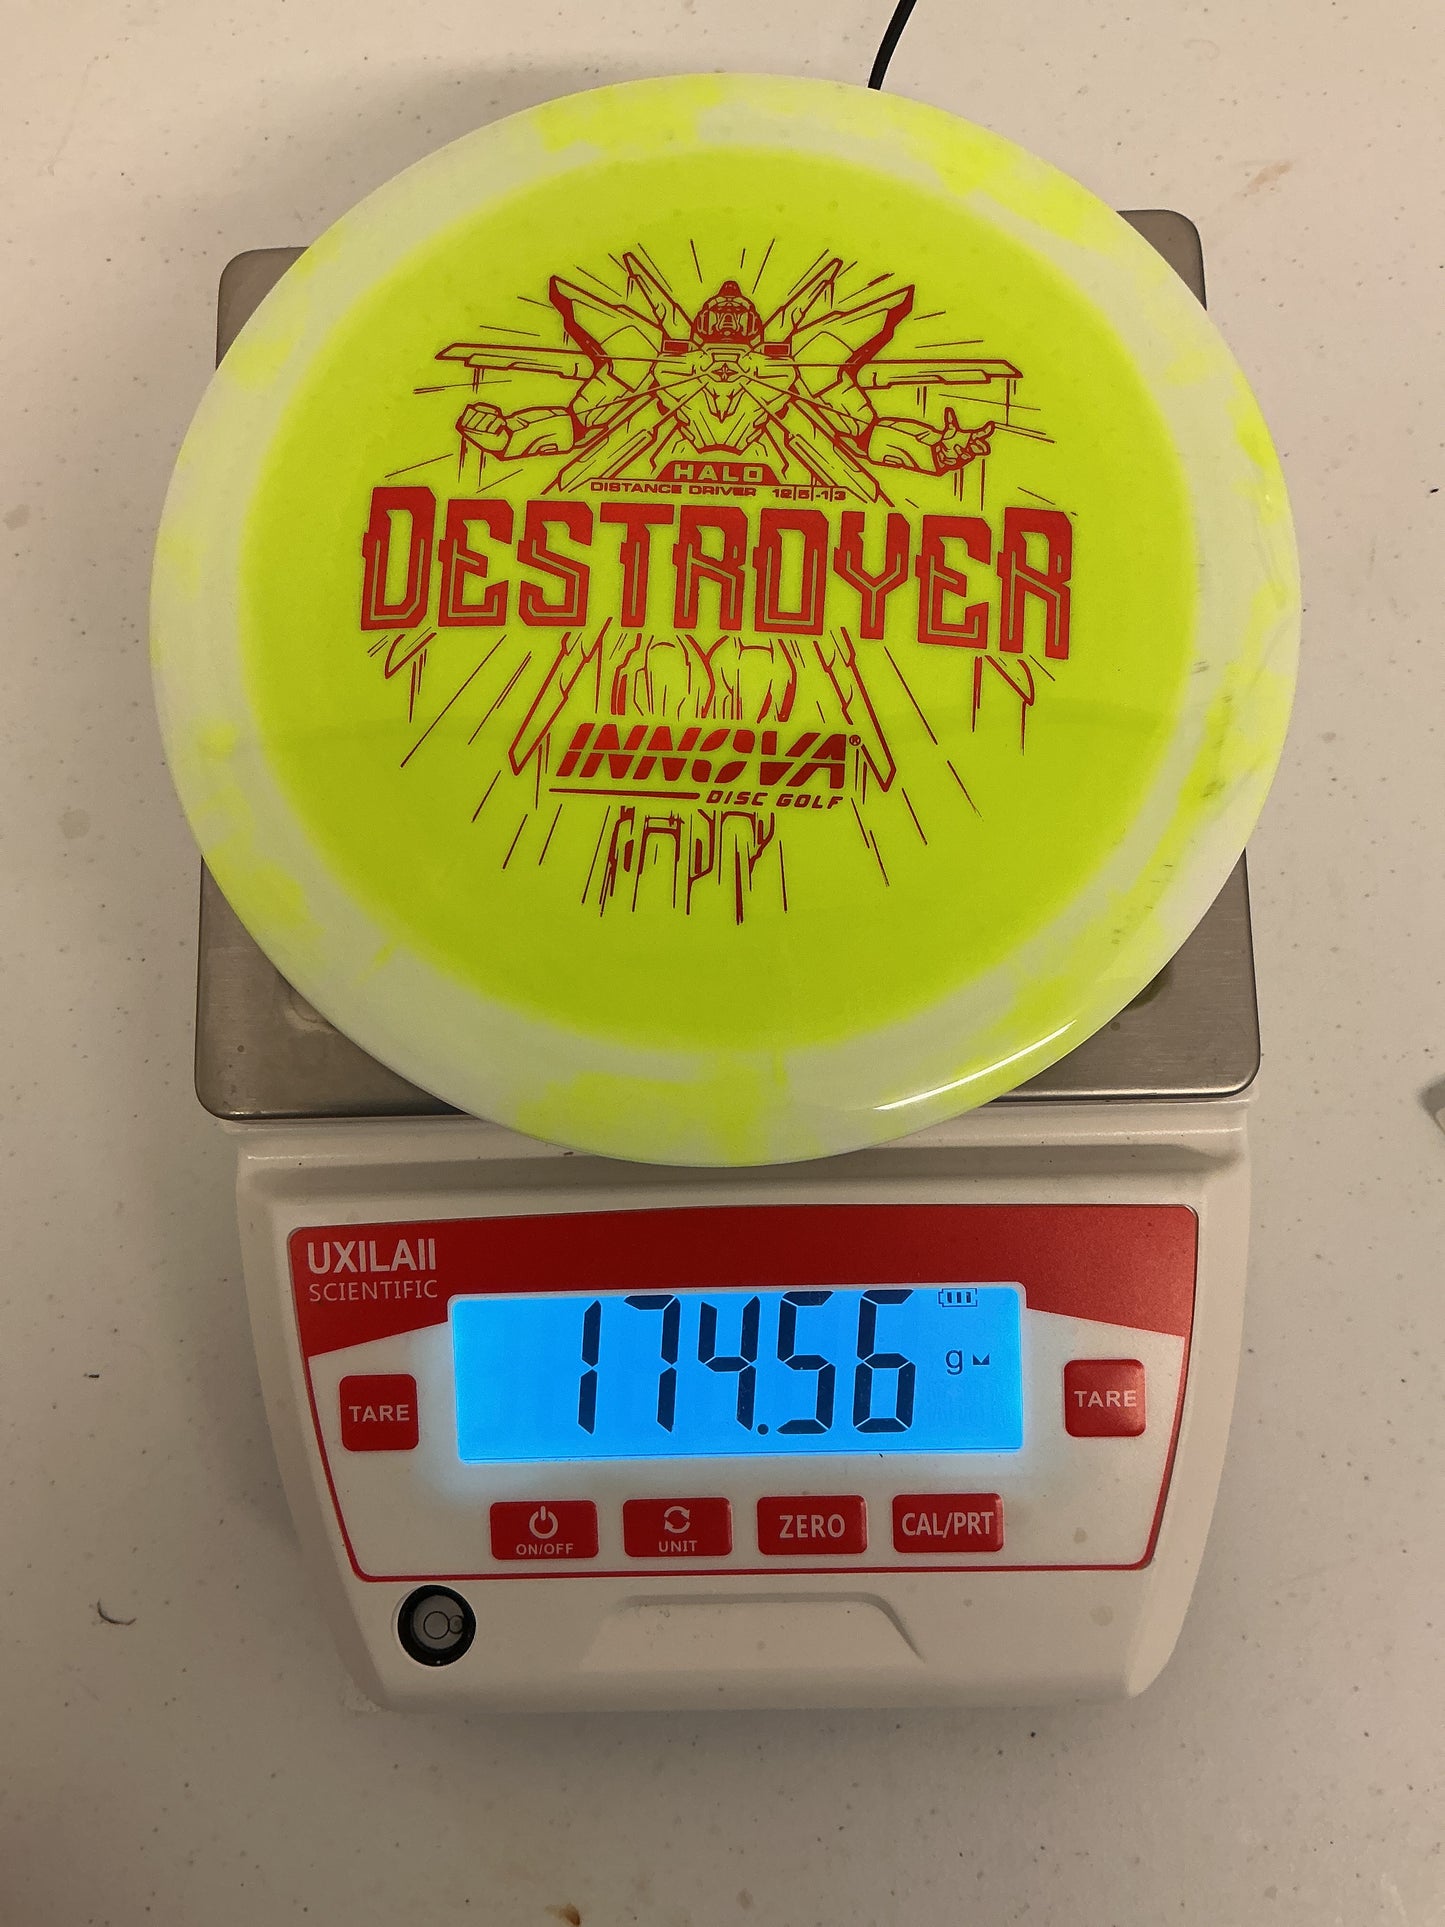 HALO
DISTANCE DRIVER 12|5|-1|3
DESTROYER
INNOVA®
DISC GOLF
UXILAII
SCIENTIFIC
174.56 g
TARE
TARE
ON/OFF
UNIT
ZERO
CAL/PRT